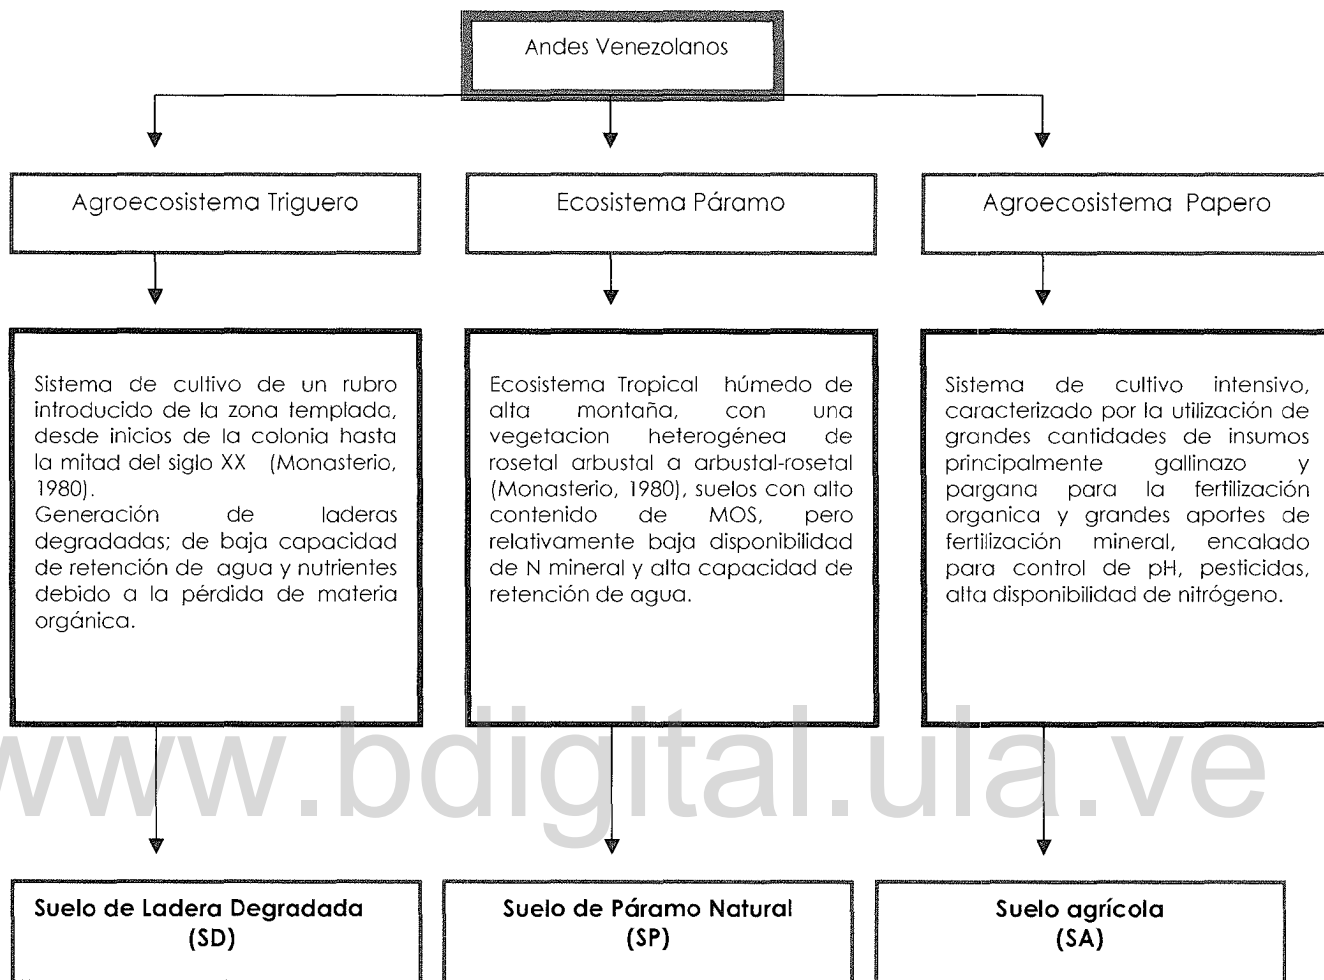 Andes Venezolanos
Agroecosistema Triguero
Ecosistema Páramo
Agroecosistema Papero
Sistema de cultivo de un rubro
introducido de la zona templada,
desde inicios de la colonia hasta
la mitad del siglo XX (Monasterio,
1980).
Generación de laderas
degradadas; de baja capacidad
de retención de agua y nutrientes
debido a la pérdida de materia
orgánica.
Ecosistema Tropical húmedo de
alta montaña, con una
vegetacion heterogénea de
rosetal arbustal a arbustal-rosetal
(Monasterio, 1980), suelos con alto
contenido de MOS, pero
relativamente baja disponibilidad
de N mineral y alta capacidad de
retención de agua.
Sistema de cultivo intensivo,
caracterizado por la utilización de
grandes cantidades de insumos
principalmente gallinazo y
pargana para la fertilización
organica y grandes aportes de
fertilización mineral, encalado
para control de pH, pesticidas,
alta disponibilidad de nitrógeno.
www.bdigital.ula.ve
Suelo de Ladera Degradada
(SD)
Suelo de Páramo Natural
(SP)
Suelo agrícola
(SA)